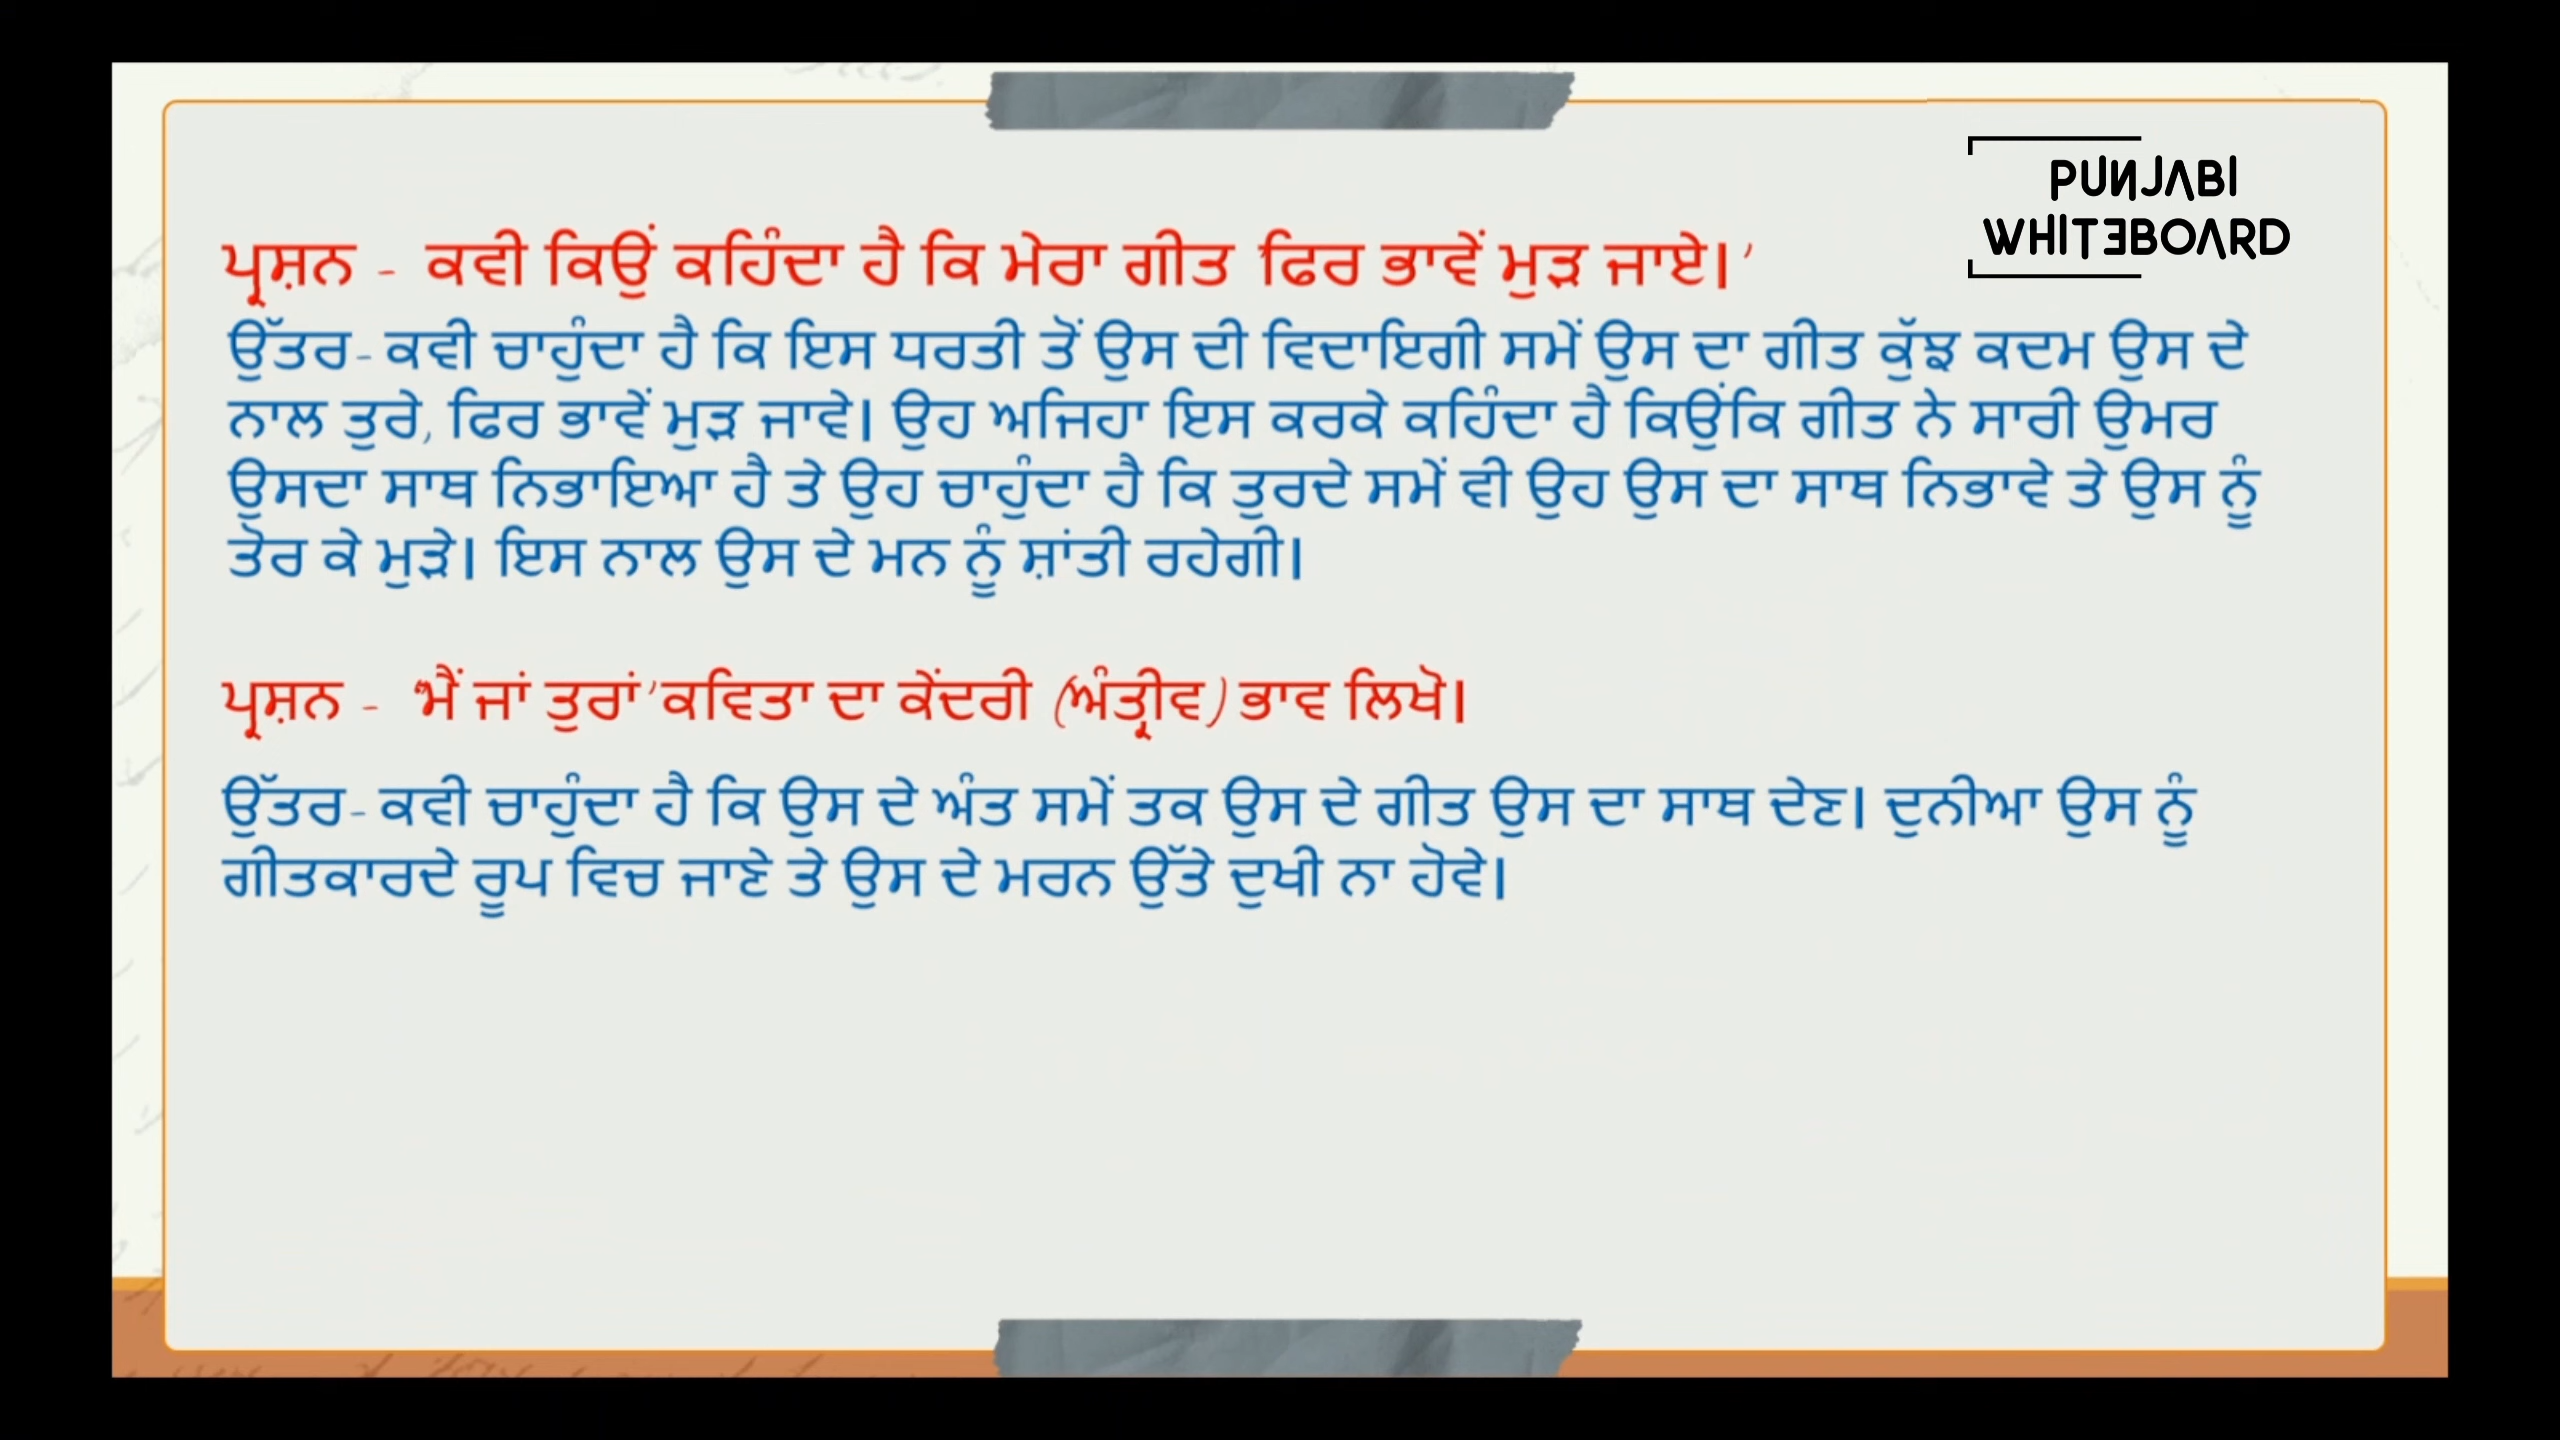 PUNJABI
WHITEBOARD
ਪ੍ਰਸ਼ਨ - ਕਵੀ ਕਿਉਂ ਕਹਿੰਦਾ ਹੈ ਕਿ ਮੇਰਾ ਗੀਤ 'ਫਿਰ ਭਾਵੇਂ ਮੁੜ ਜਾਏ।'
ਉੱਤਰ- ਕਵੀ ਚਾਹੁੰਦਾ ਹੈ ਕਿ ਇਸ ਧਰਤੀ ਤੋਂ ਉਸ ਦੀ ਵਿਦਾਇਗੀ ਸਮੇਂ ਉਸ ਦਾ ਗੀਤ ਕੁੱਝ ਕਦਮ ਉਸ ਦੇ
ਨਾਲ ਤੁਰੇ, ਫਿਰ ਭਾਵੇਂ ਮੁੜ ਜਾਵੇ। ਉਹ ਅਜਿਹਾ ਇਸ ਕਰਕੇ ਕਹਿੰਦਾ ਹੈ ਕਿਉਂਕਿ ਗੀਤ ਨੇ ਸਾਰੀ ਉਮਰ
ਉਸਦਾ ਸਾਥ ਨਿਭਾਇਆ ਹੈ ਤੇ ਉਹ ਚਾਹੁੰਦਾ ਹੈ ਕਿ ਤੁਰਦੇ ਸਮੇਂ ਵੀ ਉਹ ਉਸ ਦਾ ਸਾਥ ਨਿਭਾਵੇ ਤੇ ਉਸ ਨੂੰ
ਤੋਰ ਕੇ ਮੁੜੇ। ਇਸ ਨਾਲ ਉਸ ਦੇ ਮਨ ਨੂੰ ਸ਼ਾਂਤੀ ਰਹੇਗੀ।
ਪ੍ਰਸ਼ਨ - 'ਮੈਂ ਜਾਂ ਤੁਰਾਂ' ਕਵਿਤਾ ਦਾ ਕੇਂਦਰੀ (ਅੰਤ੍ਰੀਵ) ਭਾਵ ਲਿਖੋ।
ਉੱਤਰ- ਕਵੀ ਚਾਹੁੰਦਾ ਹੈ ਕਿ ਉਸ ਦੇ ਅੰਤ ਸਮੇਂ ਤਕ ਉਸ ਦੇ ਗੀਤ ਉਸ ਦਾ ਸਾਥ ਦੇਣ। ਦੁਨੀਆ ਉਸ ਨੂੰ
ਗੀਤਕਾਰਦੇ ਰੂਪ ਵਿਚ ਜਾਣੇ ਤੇ ਉਸ ਦੇ ਮਰਨ ਉੱਤੇ ਦੁਖੀ ਨਾ ਹੋਵੇ।